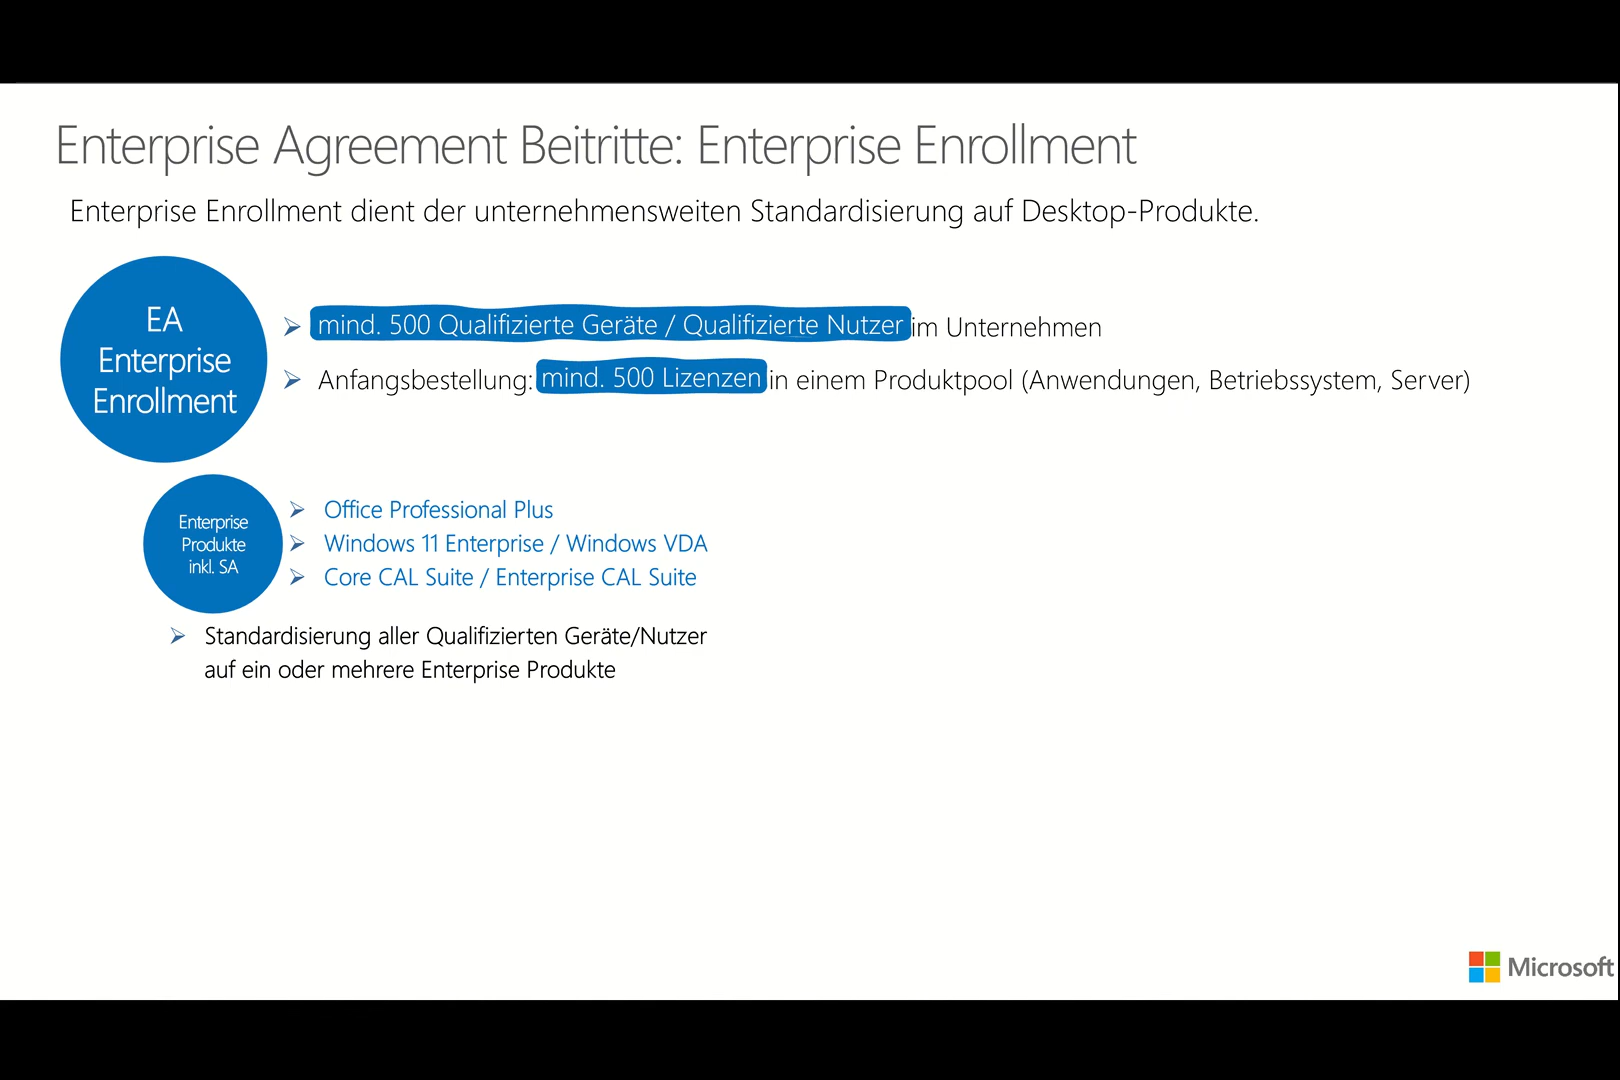 Enterprise Agreement Beitritte: Enterprise Enrollment
Enterprise Enrollment dient der unternehmensweiten Standardisierung auf Desktop-Produkte.
EA
Enterprise
Enrollment
mind. 500 Qualifizierte Geräte / Qualifizierte Nutzer im Unternehmen
Anfangsbestellung: mind. 500 Lizenzen in einem Produktpool (Anwendungen, Betriebssystem, Server)
Enterprise
Produkte
inkl. SA
Office Professional Plus
Windows 11 Enterprise / Windows VDA
Core CAL Suite / Enterprise CAL Suite
Standardisierung aller Qualifizierten Geräte/Nutzer
auf ein oder mehrere Enterprise Produkte
Microsoft